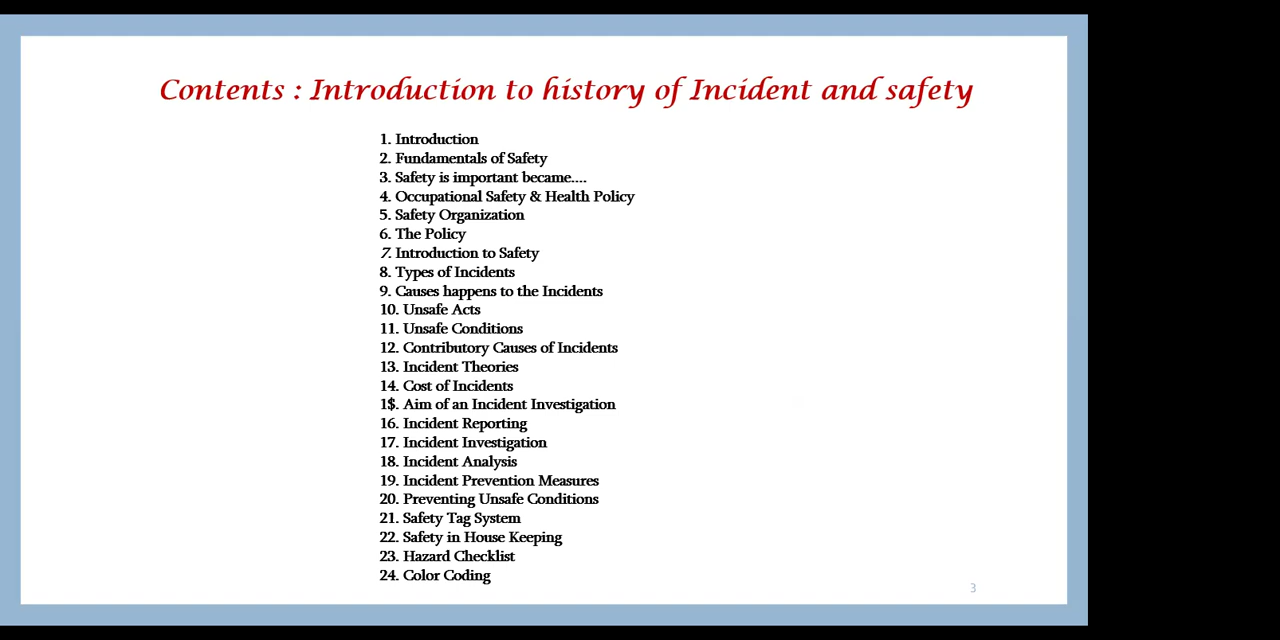 Contents : Introduction to history of Incident and safety
1. Introduction
2. Fundamentals of Safety
3. Safety is important became....
4. Occupational Safety & Health Policy
5. Safety Organization
6. The Policy
7. Introduction to Safety
8. Types of Incidents
9. Causes happens to the Incidents
10. Unsafe Acts
11. Unsafe Conditions
12. Contributory Causes of Incidents
13. Incident Theories
14. Cost of Incidents
1$. Aim of an Incident Investigation
16. Incident Reporting
17. Incident Investigation
18. Incident Analysis
19. Incident Prevention Measures
20. Preventing Unsafe Conditions
21. Safety Tag System
22. Safety in House Keeping
23. Hazard Checklist
24. Color Coding
3